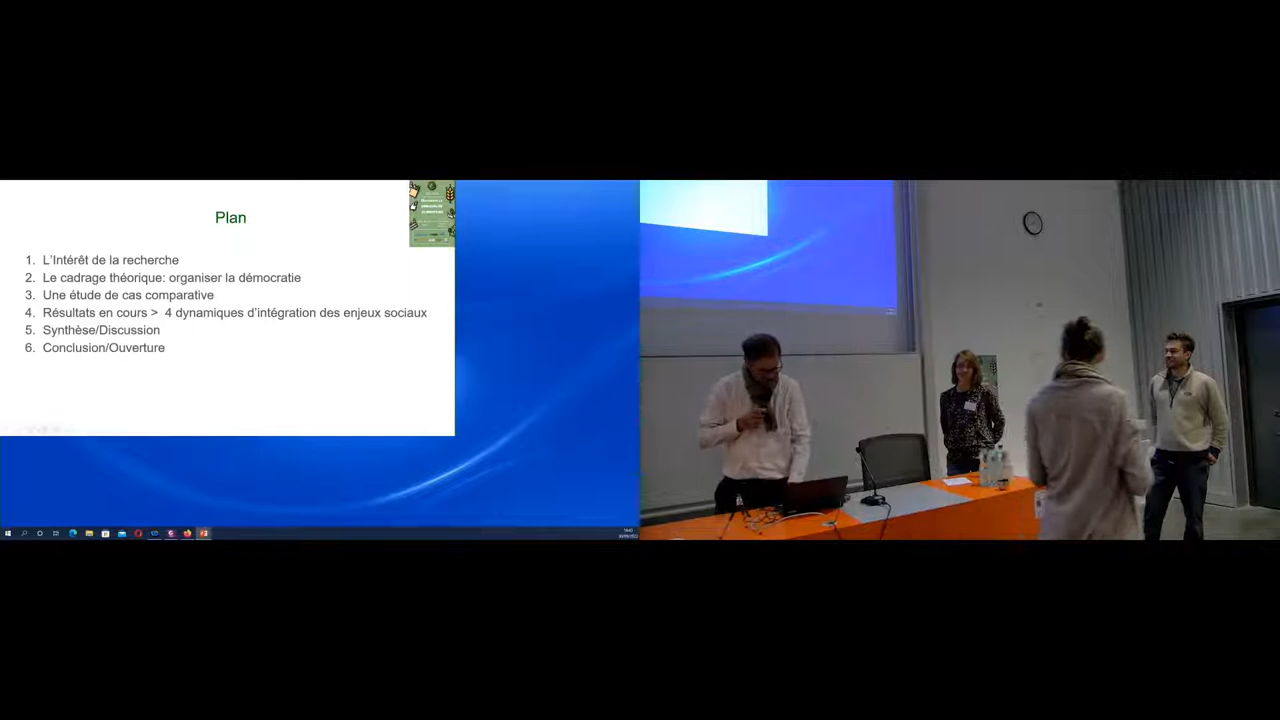 Plan
1. L'Intérêt de la recherche
2. Le cadrage théorique: organiser la démocratie
3. Une étude de cas comparative
4. Résultats en cours > 4 dynamiques d'intégration des enjeux sociaux
5. Synthèse/Discussion
6. Conclusion/Ouverture